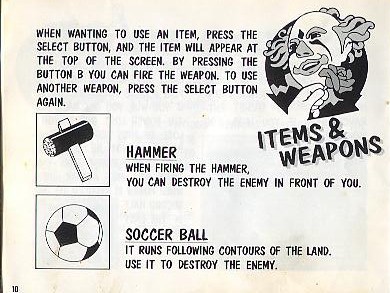 WHEN WANTING TO USE AN ITEM, PRESS THE
SELECT BUTTON, AND THE ITEM WILL APPEAR AT
THE TOP OF THE SCREEN. BY PRESSING THE
BUTTON B YOU CAN FIRE THE WEAPON. TO USE
ANOTHER WEAPON, PRESS THE SELECT BUTTON
AGAIN.
ITEMS &
WEAPONS
HAMMER
WHEN FIRING THE HAMMER,
YOU CAN DESTROY THE ENEMY IN FRONT OF YOU.
SOCCER BALL
IT RUNS FOLLOWING CONTOURS OF THE LAND.
USE IT TO DESTROY THE ENEMY.
10